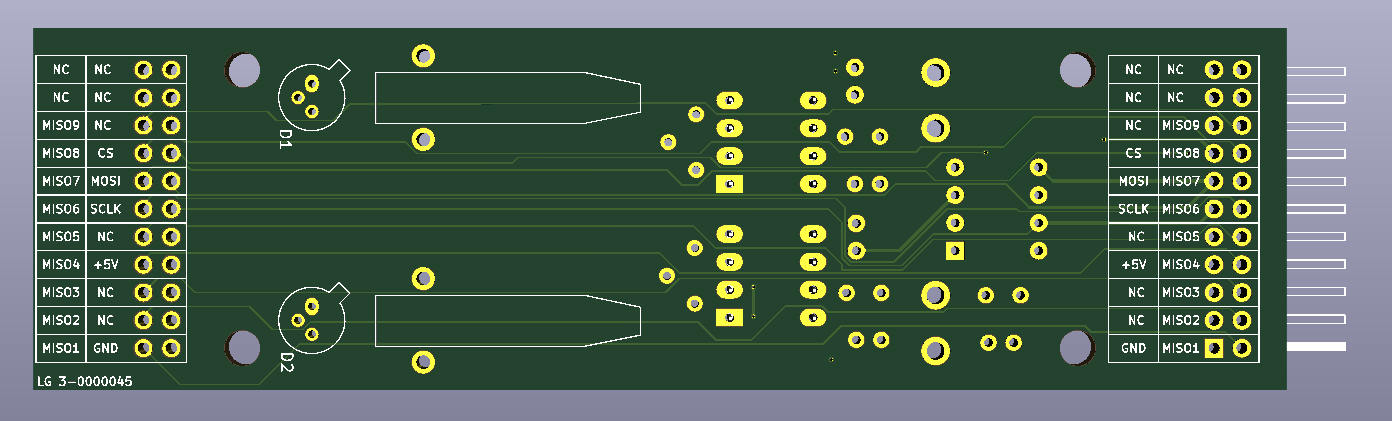 NC NC
NC NC
MISO9 NC
MISO8 CS
MISO7 MOSI
MISO6 SCLK
MISO5 NC
MISO4 +5V
MISO3 NC
MISO2 NC
MISO1 GND
LG 3-0000045
D1
D2
NC NC
NC NC
NC MISO9
CS MISO8
MOSI MISO7
SCLK MISO6
NC MISO5
+5V MISO4
NC MISO3
NC MISO2
GND MISO1